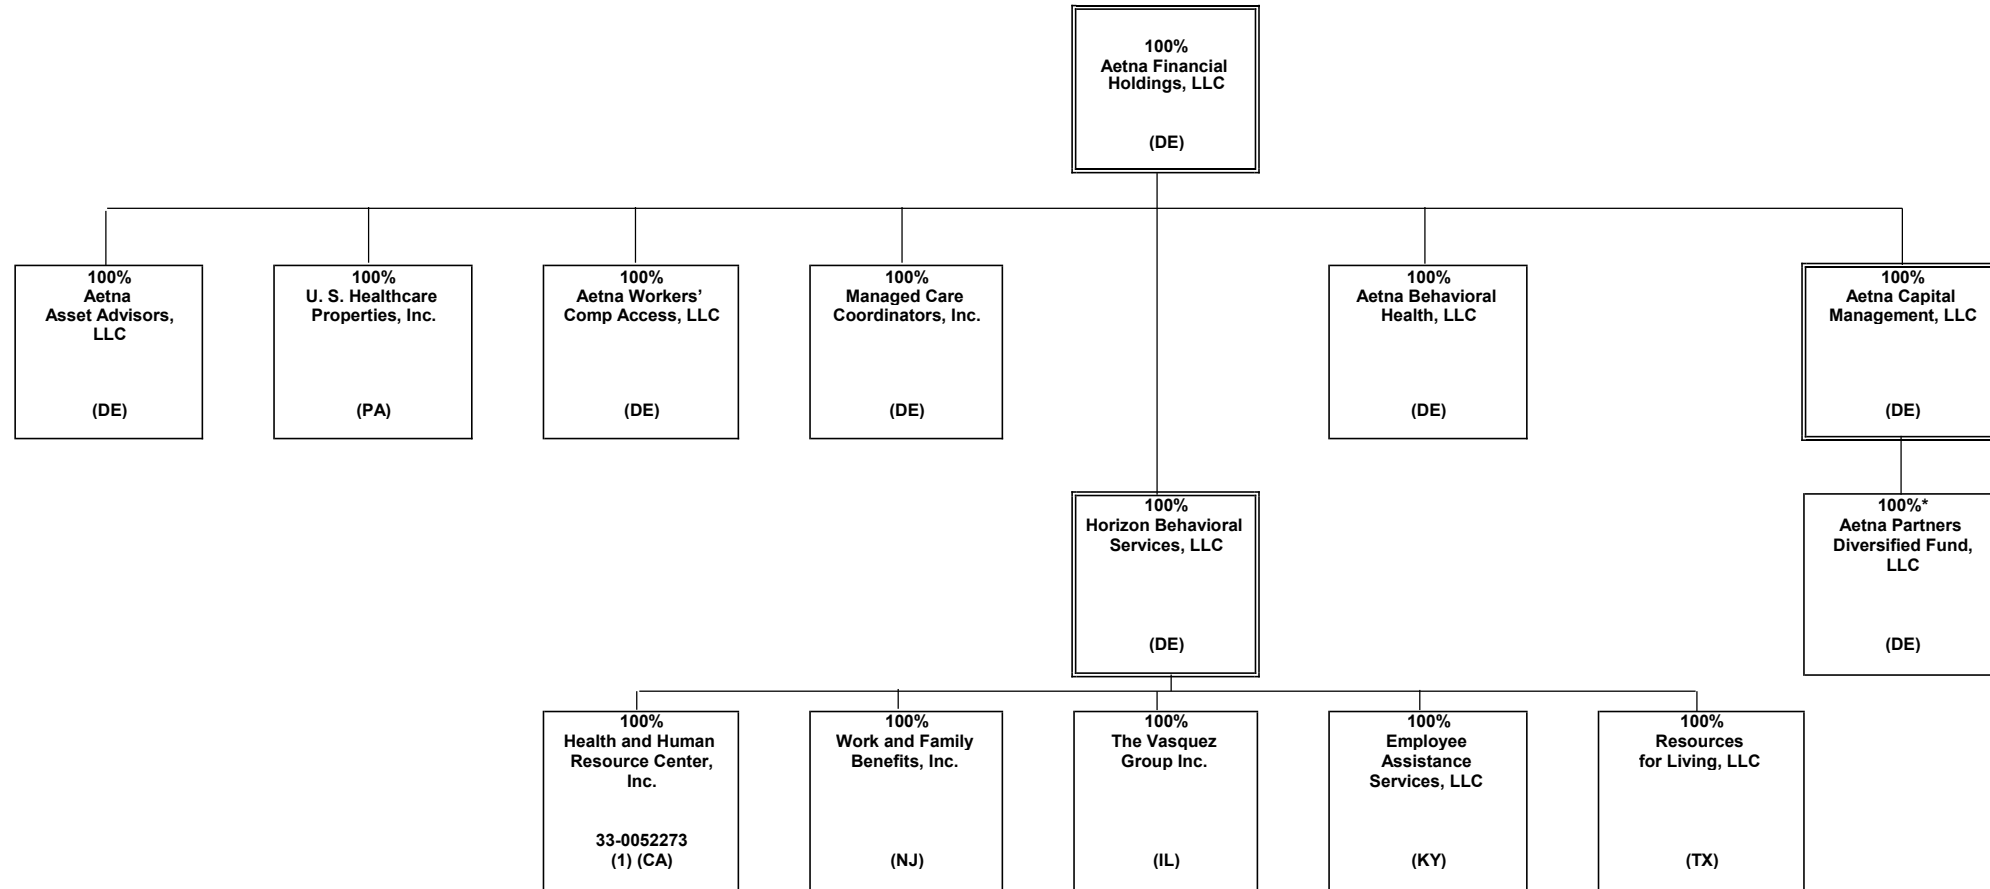 100%
Aetna Financial
Holdings, LLC
(DE)
100%
Aetna
Asset Advisors,
LLC
(DE)
100%
U. S. Healthcare
Properties, Inc.
(PA)
100%
Aetna Workers’
Comp Access, LLC
(DE)
100%
Managed Care
Coordinators, Inc.
(DE)
100%
Aetna Behavioral
Health, LLC
(DE)
100%
Aetna Capital
Management, LLC
(DE)
100%
Horizon Behavioral
Services, LLC
(DE)
100%*
Aetna Partners
Diversified Fund,
LLC
(DE)
100%
Health and Human
Resource Center,
Inc.
33-0052273
(1) (CA)
100%
Work and Family
Benefits, Inc.
(NJ)
100%
The Vasquez
Group Inc.
(IL)
100%
Employee
Assistance
Services, LLC
(KY)
100%
Resources
for Living, LLC
(TX)